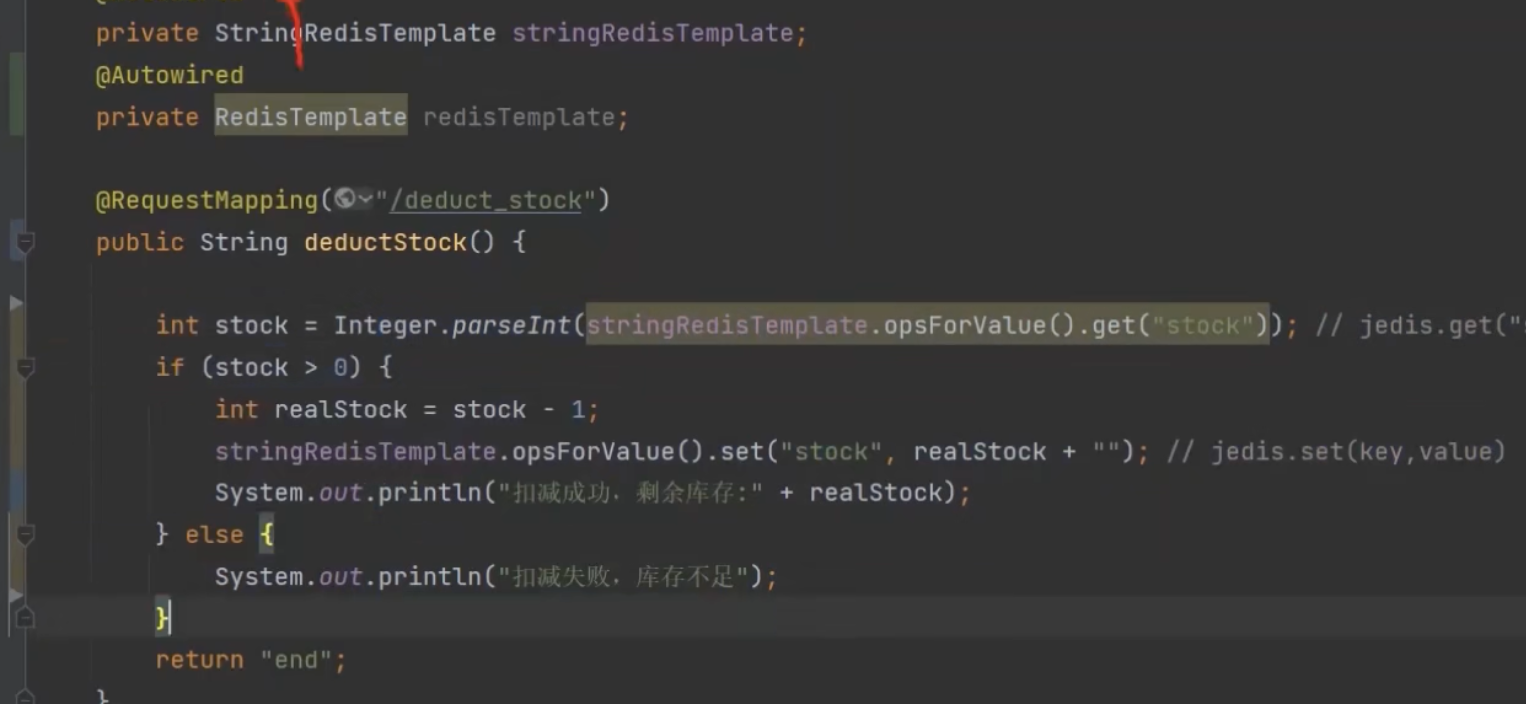 private StringRedisTemplate stringRedisTemplate;
@Autowired
private RedisTemplate redisTemplate;
@RequestMapping("/deduct_stock")
public String deductStock() {
int stock = Integer.parseInt(stringRedisTemplate.opsForValue().get("stock")); // jedis.get("
if (stock > 0) {
int realStock = stock - 1;
stringRedisTemplate.opsForValue().set("stock", realStock + ""); // jedis.set(key,value)
System.out.println("扣减成功，剩余库存:" + realStock);
} else {
System.out.println("扣减失败，库存不足");
}
return "end";
}